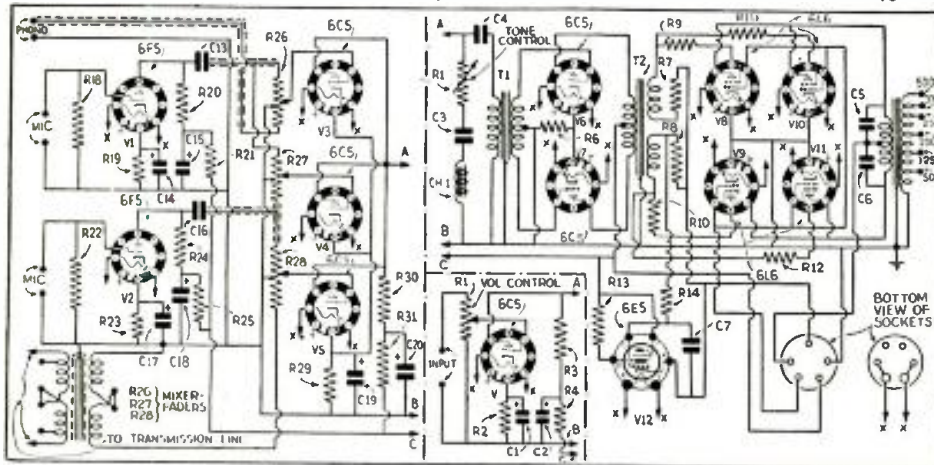 PHONO
MIC
R18
6F5
V1
R19
C14
C13
R20
C15
R21
R26
6C5
V3
R27
A
6F5
R22
MIC
V2
R23
C17
C16
R24
C18
R25
6C5
V4
R28
6C5
V5
R29
C19
R30
R31
C20
B
C
R26
R27
R28
MIXER-
FADERS
TO TRANSMISSION LINE
A
C4
R1
C3
CH1
TONE
CONTROL
T1
6C5
V6
R6
6C5
B
C
T2
R9
R7
R8
R10
6L6
V8
V10
V9
V11
R12
6L6
C5
C6
R1
VOL CONTROL
INPUT
6C5
V
R2
C1
C2
R3
R4
A
B
R13
6E5
R14
C7
V12
BOTTOM
VIEW OF
SOCKETS